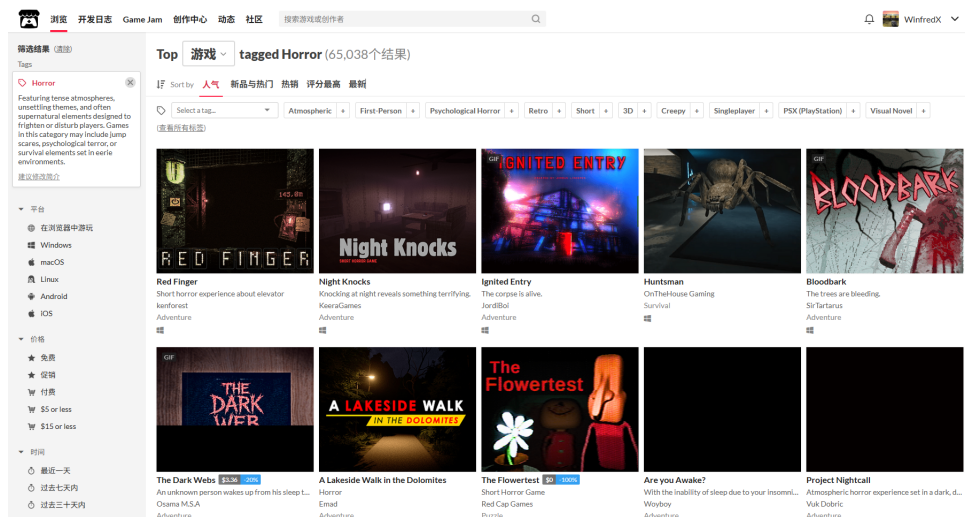 浏览 开发日志 Game Jam 创作中心 动态 社区 搜索游戏或创作者 WinfredX
筛选结果 (清除)
Tags
Horror
Featuring tense atmospheres,
unsettling themes, and often
supernatural elements designed to
frighten or disturb players. Games
in this category may include jump
scares, psychological terror, or
survival elements set in eerie
environments.
建议修改简介
平台
在浏览器中游玩
Windows
macOS
Linux
Android
iOS
价格
免费
促销
付费
$5 or less
$15 or less
时间
最近一天
过去七天内
过去三十天内
Top 游戏 tagged Horror (65,038个结果)
Sort by 人气 新品与热门 热销 评分最高 最新
Select a tag... Atmospheric + First-Person + Psychological Horror + Retro + Short + 3D + Creepy + Singleplayer + PSX (PlayStation) + Visual Novel +
(查看所有标签)
145.0m
RED FINGER
Night Knocks
SHORT HORROR GAME
GIF
IGNITED ENTRY
GIF
BLOODBARK
Red Finger
Short horror experience about elevator
kenforest
Adventure
Night Knocks
Knocking at night reveals something terrifying.
KeeraGames
Adventure
Ignited Entry
The corpse is alive.
JordiBoi
Adventure
Huntsman
OnTheHouse Gaming
Survival
Bloodbark
The trees are bleeding.
SirTartarus
Adventure
GIF
THE
DARK
WEB
A LAKESIDE WALK
IN THE DOLOMITES
The
Flowertest
The Dark Webs $3.36 -20%
An unknown person wakes up from his sleep t...
Osama M.S.A
Adventure
A Lakeside Walk in the Dolomites
Horror
Emad
Adventure
The Flowertest $0 -100%
Short Horror Game
Red Cap Games
Puzzle
Are you Awake?
With the inability of sleep due to your insomni...
Woyboy
Adventure
Project Nightcall
Atmospheric horror experience set in a dark, d...
Vuk Dobric
Adventure